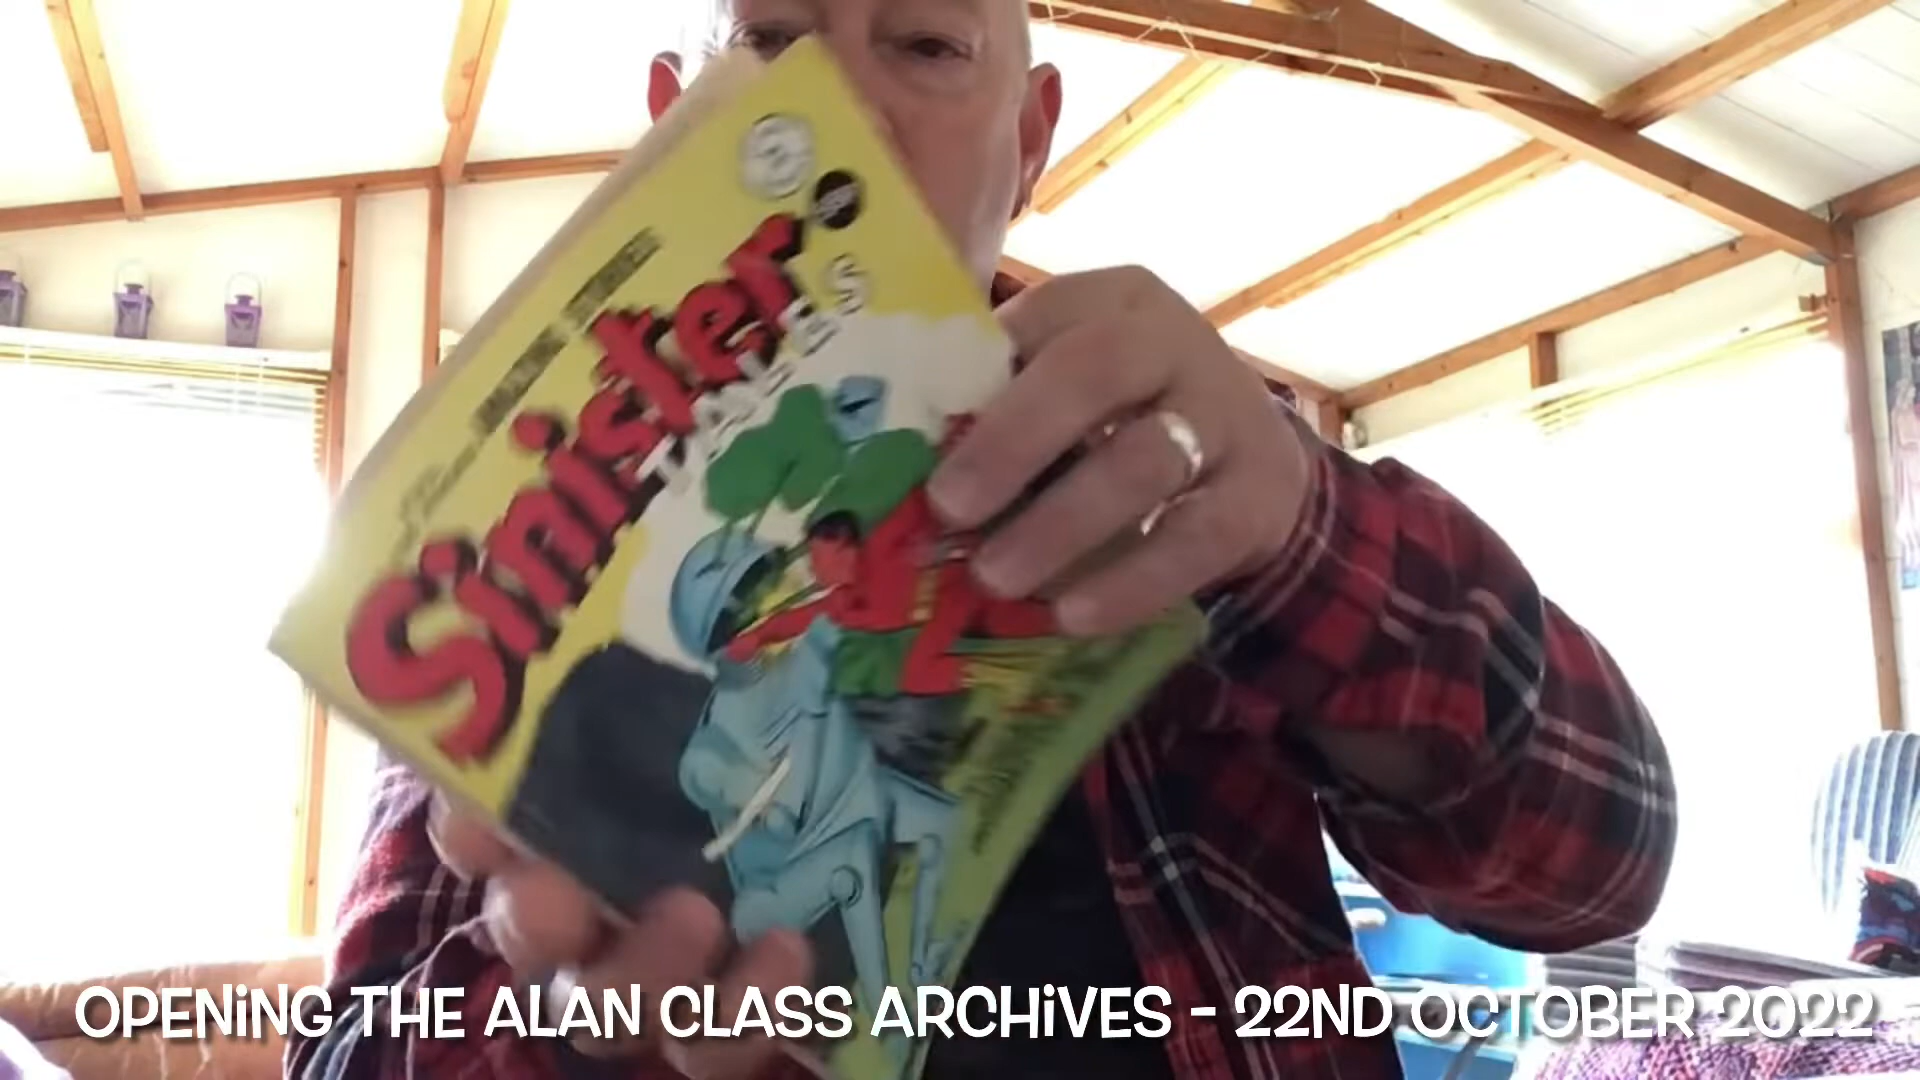 Sinister
TALES
OPENING THE ALAN CLASS ARCHIVES - 22ND OCTOBER 2022